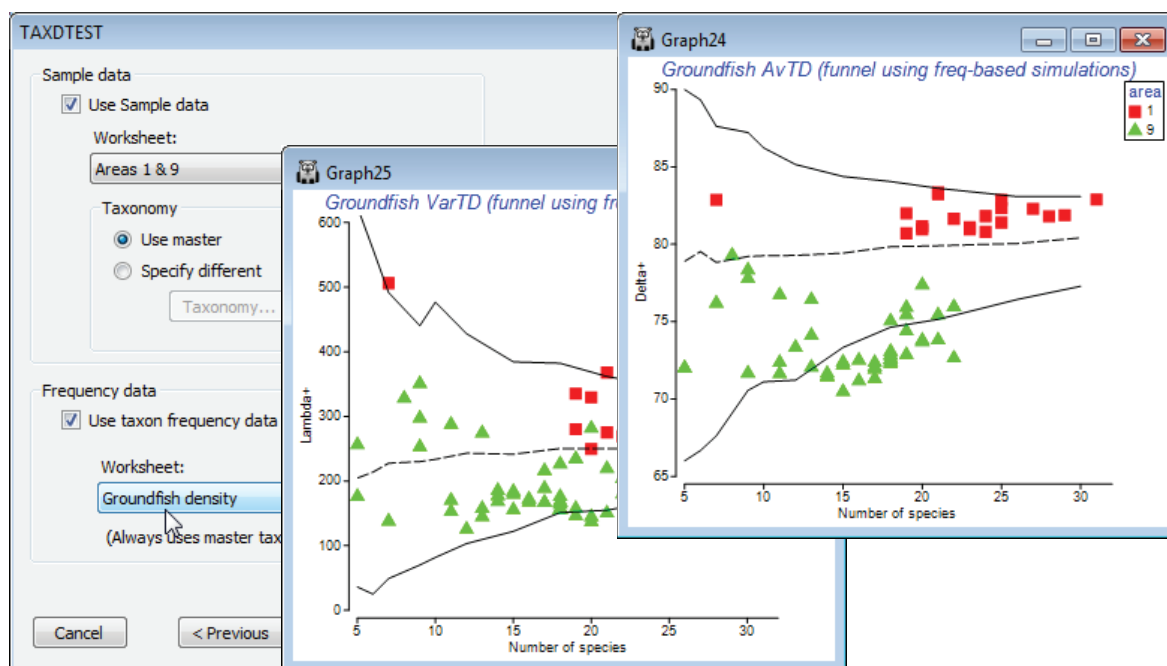 TAXDTEST
Sample data
Use Sample data
Worksheet:
Areas 1 & 9
Taxonomy
Use master
Specify different
Taxonomy...
Frequency data
Use taxon frequency data
Worksheet:
Groundfish density
(Always uses master tax
Cancel
< Previous
Graph25
Groundfish VarTD (funnel using fr
600
500
400
300
200
100
0
Lambda+
5
10
15
20
25
30
Number of species
Graph24
Groundfish AvTD (funnel using freq-based simulations)
area
1
9
90
85
80
75
70
65
Delta+
5
10
15
20
25
30
Number of species